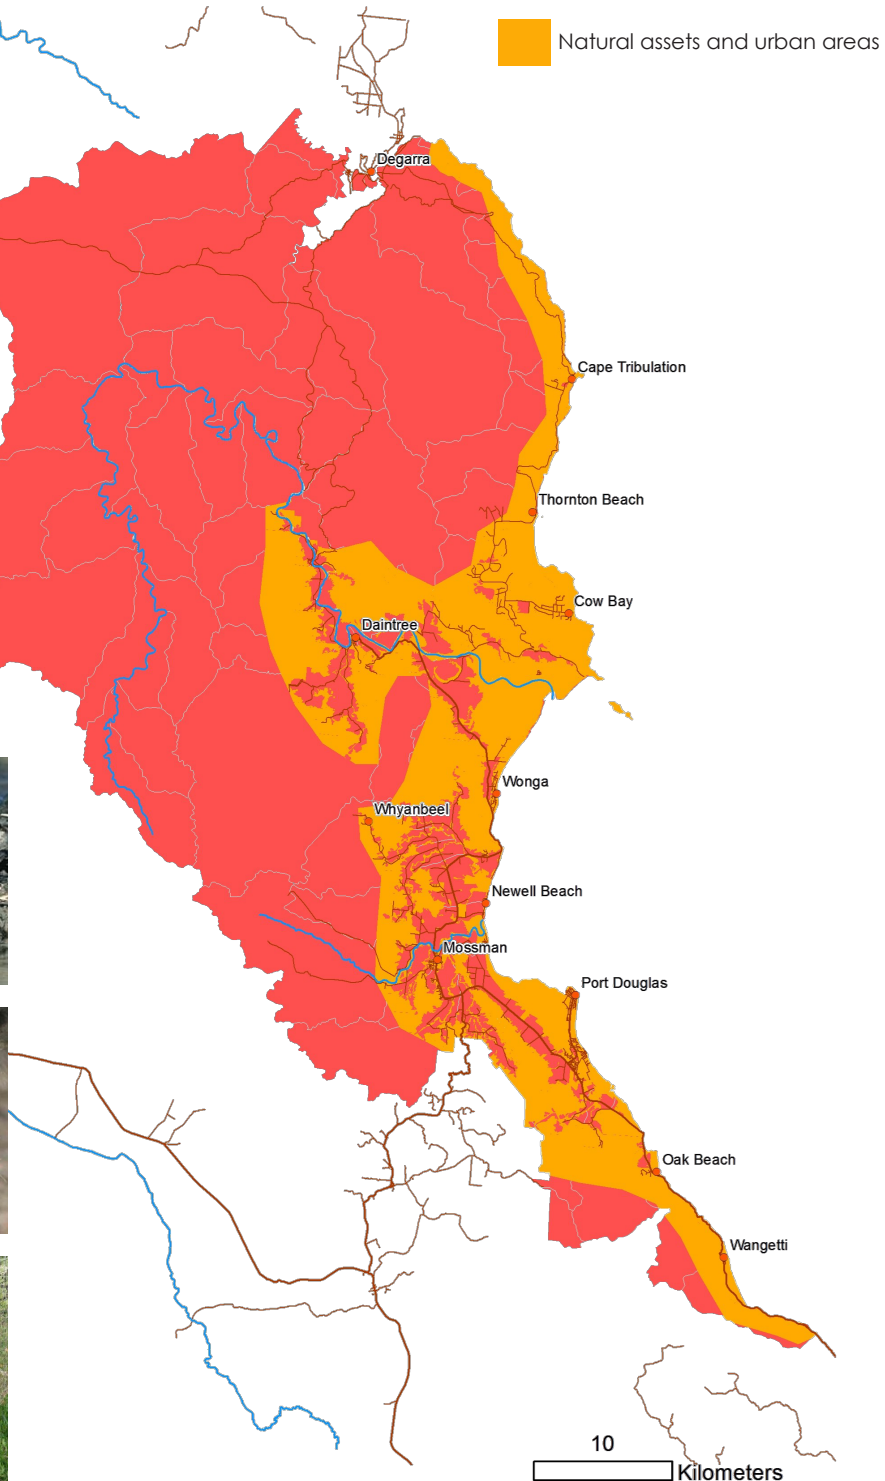 Natural assets and urban areas
Degarra
Cape Tribulation
Thornton Beach
Cow Bay
Daintree
Wonga
Whyanbeel
Newell Beach
Mossman
Port Douglas
Oak Beach
Wangetti
10
Kilometers